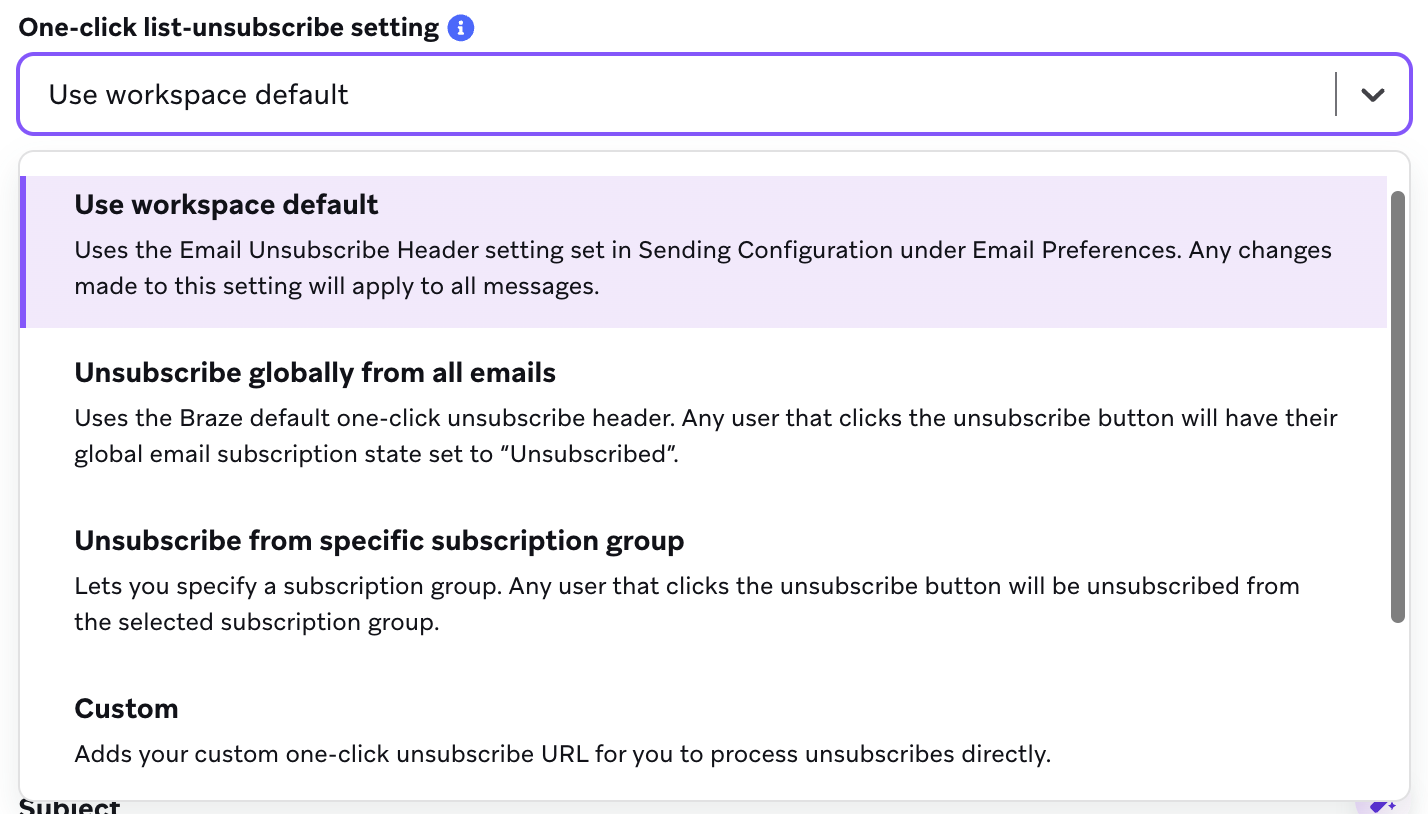 One-click list-unsubscribe setting
Use workspace default
Use workspace default
Uses the Email Unsubscribe Header setting set in Sending Configuration under Email Preferences. Any changes
made to this setting will apply to all messages.
Unsubscribe globally from all emails
Uses the Braze default one-click unsubscribe header. Any user that clicks the unsubscribe button will have their
global email subscription state set to “Unsubscribed”.
Unsubscribe from specific subscription group
Lets you specify a subscription group. Any user that clicks the unsubscribe button will be unsubscribed from
the selected subscription group.
Custom
Adds your custom one-click unsubscribe URL for you to process unsubscribes directly.
Subject